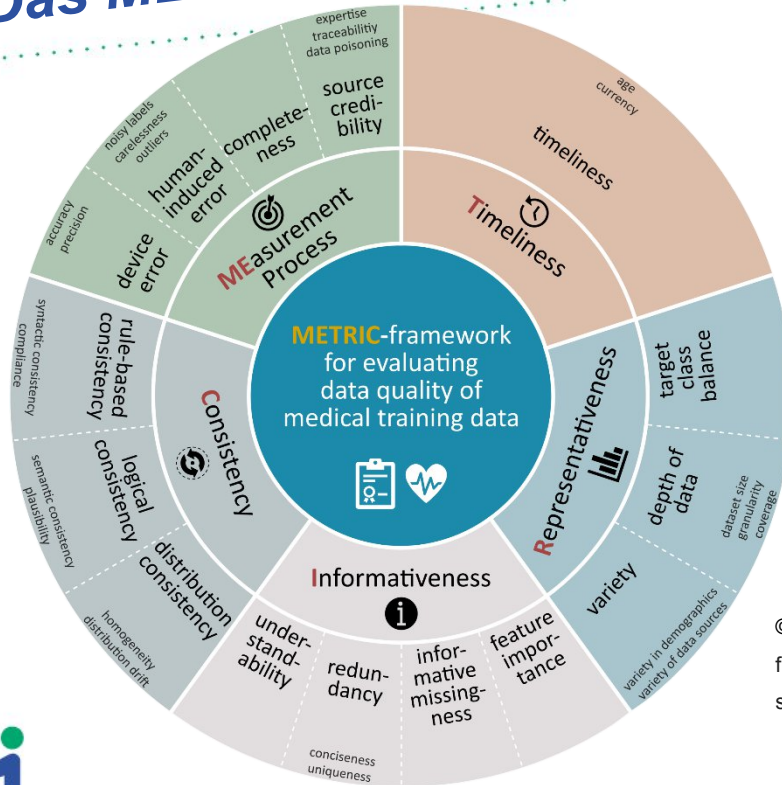 Das ME
expertise
traceabitiy
data poisoning
source
credi-
bility
complete-
ness
noisy labels
carelessness
outliers
human-
induced
error
accuracy
precision
device
error
MEasurement
Process
age
currency
timeliness
Timeliness
target
class
balance
depth of
data
dataset size
granularity
coverage
variety
variety in demographics
variety of data sources
Representativeness
feature
impor-
tance
infor-
mative
missing-
ness
redun-
dancy
conciseness
uniqueness
under-
stand-
ability
Informativeness
distribution
consistency
homogeneity
distribution drift
logical
consistency
semantic consistency
plausibility
rule-based
consistency
syntactic consistency
compliance
Consistency
METRIC-framework
for evaluating
data quality of
medical training data
©
f
s